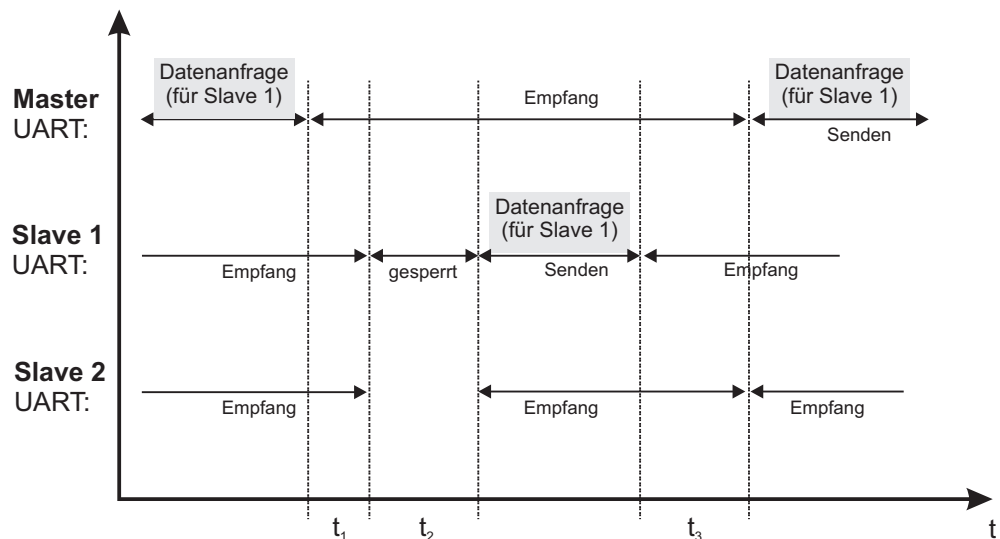 Datenanfrage
(für Slave 1)
Master
UART:
Empfang
Datenanfrage
(für Slave 1)
Senden
Datenanfrage
(für Slave 1)
Slave 1
UART:
Empfang
gesperrt
Senden
Empfang
Slave 2
UART:
Empfang
Empfang
Empfang
t₁
t₂
t₃
t